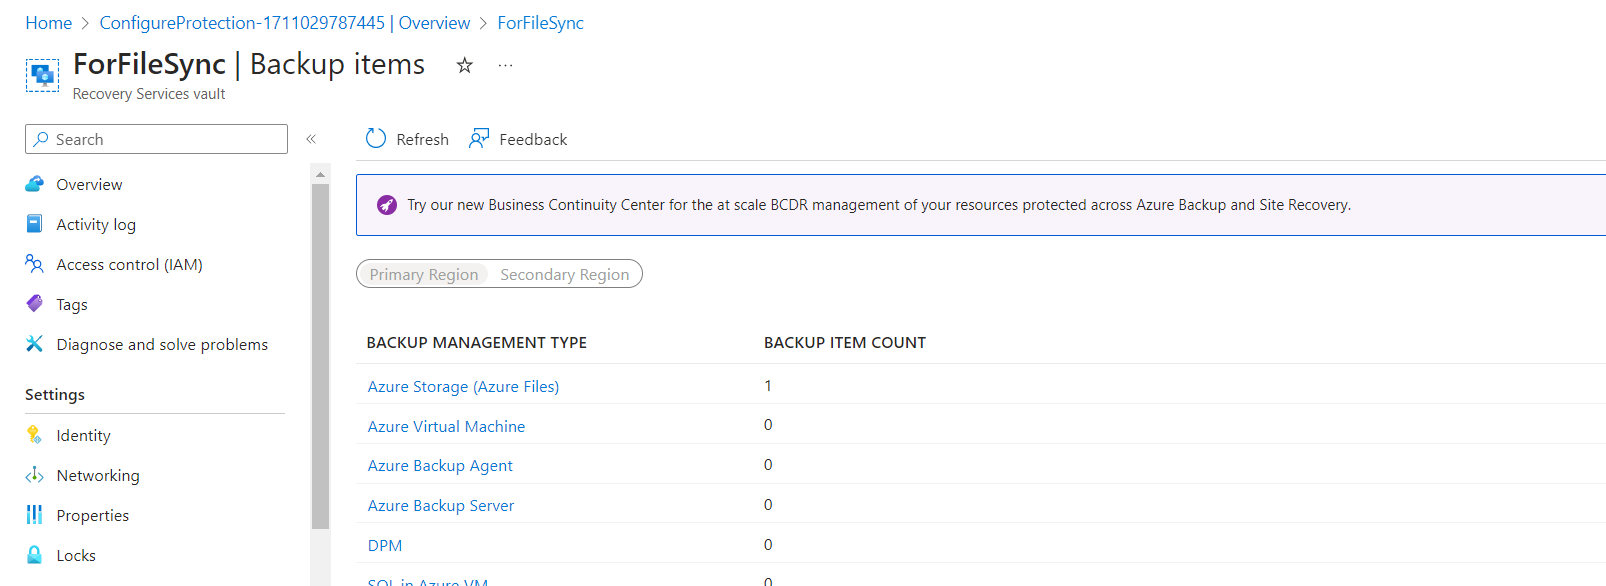 Home > ConfigureProtection-1711029787445 | Overview > ForFileSync
ForFileSync | Backup items
Recovery Services vault
Search
Overview
Activity log
Access control (IAM)
Tags
Diagnose and solve problems
Settings
Identity
Networking
Properties
Locks
Refresh
Feedback
Try our new Business Continuity Center for the at scale BCDR management of your resources protected across Azure Backup and Site Recovery.
Primary Region Secondary Region
BACKUP MANAGEMENT TYPE BACKUP ITEM COUNT
Azure Storage (Azure Files) 1
Azure Virtual Machine 0
Azure Backup Agent 0
Azure Backup Server 0
DPM 0
SQL in Azure VM 0